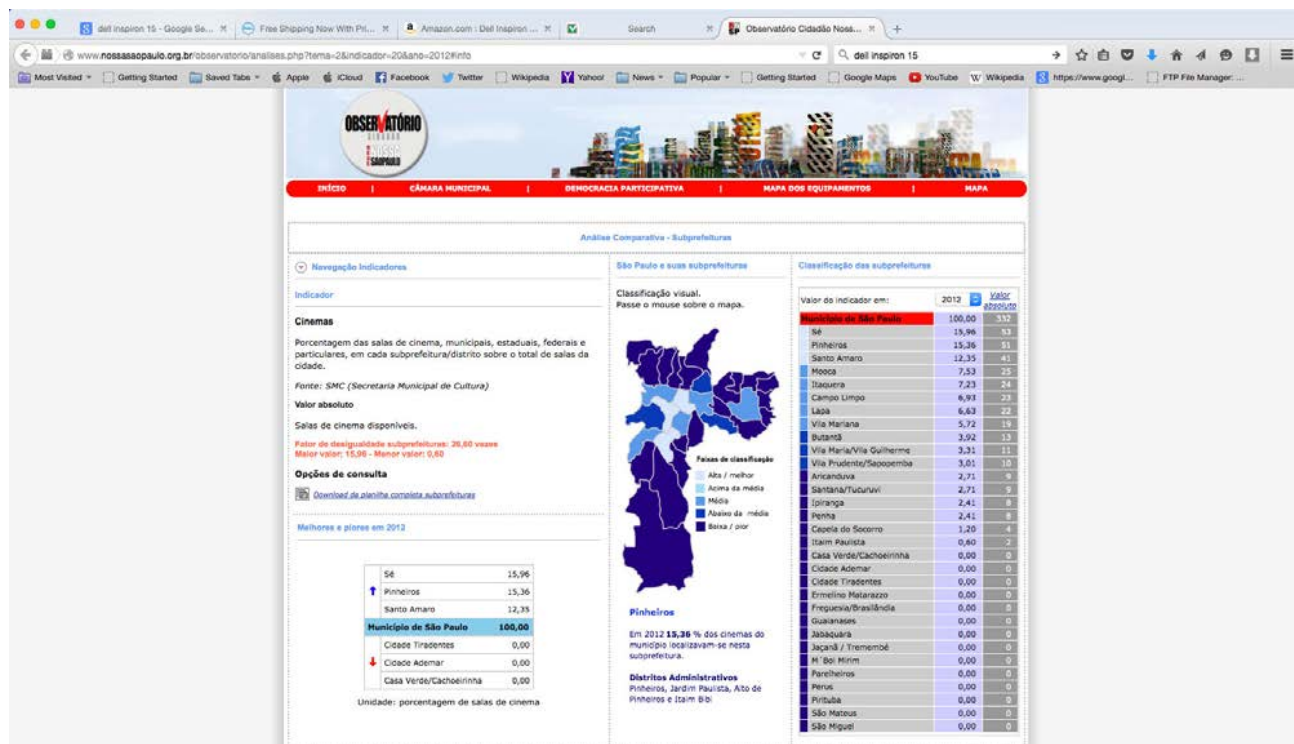 dell inspiron 15 - Google Se...
Free Shipping Now With Pri...
Amazon.com : Dell Inspiron ...
Search
Observatório Cidadão Noss...
www.nossasaopaulo.org.br/observatorio/analises.php?tema=2&indicador=20&ano=2012#info
dell inspiron 15
Most Visited
Getting Started
Saved Tabs
Apple
iCloud
Facebook
Twitter
Wikipedia
Yahoo!
News
Popular
Getting Started
Google Maps
YouTube
Wikipedia
https://www.googl...
FTP File Manager: ...
OBSERVATÓRIO
CIDADÃO
NOSSA
SÃOPAULO
INÍCIO | CÂMARA MUNICIPAL | DEMOCRACIA PARTICIPATIVA | MAPA DOS EQUIPAMENTOS | MAPA
Análise Comparativa - Subprefeituras
Navegação Indicadores
Indicador
Cinemas
Porcentagem das salas de cinema, municipais, estaduais, federais e
particulares, em cada subprefeitura/distrito sobre o total de salas da
cidade.
Fonte: SMC (Secretaria Municipal de Cultura)
Valor absoluto
Salas de cinema disponíveis.
Fator de desigualdade subprefeituras: 26,60 vezes
Maior valor: 15,96 - Menor valor: 0,60
Opções de consulta
Download de planilha completa subprefeituras
Melhores e piores em 2012
Sé 15,96
Pinheiros 15,36
Santo Amaro 12,35
Município de São Paulo 100,00
Cidade Tiradentes 0,00
Cidade Ademar 0,00
Casa Verde/Cachoeirinha 0,00
Unidade: porcentagem de salas de cinema
São Paulo e suas subprefeituras
Classificação visual.
Passe o mouse sobre o mapa.
Faixas de classificação
Alta / melhor
Acima da média
Média
Abaixo da média
Baixa / pior
Pinheiros
Em 2012 15,36 % dos cinemas do
município localizavam-se nesta
subprefeitura.
Distritos Administrativos
Pinheiros, Jardim Paulista, Alto de
Pinheiros e Itaim Bibi
Classificação das subprefeituras
Valor do indicador em: 2012 Valor
absoluto
Município de São Paulo 100,00 332
Sé 15,96 53
Pinheiros 15,36 51
Santo Amaro 12,35 41
Mooca 7,53 25
Itaquera 7,23 24
Campo Limpo 6,93 23
Lapa 6,63 22
Vila Mariana 5,72 19
Butantã 3,92 13
Vila Maria/Vila Guilherme 3,31 11
Vila Prudente/Sapopemba 3,01 10
Aricanduva 2,71 9
Santana/Tucuruvi 2,71 9
Ipiranga 2,41 8
Penha 2,41 8
Capela do Socorro 1,20 4
Itaim Paulista 0,60 2
Casa Verde/Cachoeirinha 0,00 0
Cidade Ademar 0,00 0
Cidade Tiradentes 0,00 0
Ermelino Matarazzo 0,00 0
Freguesia/Brasilândia 0,00 0
Guaianases 0,00 0
Jabaquara 0,00 0
Jaçanã / Tremembé 0,00 0
M´Boi Mirim 0,00 0
Parelheiros 0,00 0
Perus 0,00 0
Pirituba 0,00 0
São Mateus 0,00 0
São Miguel 0,00 0